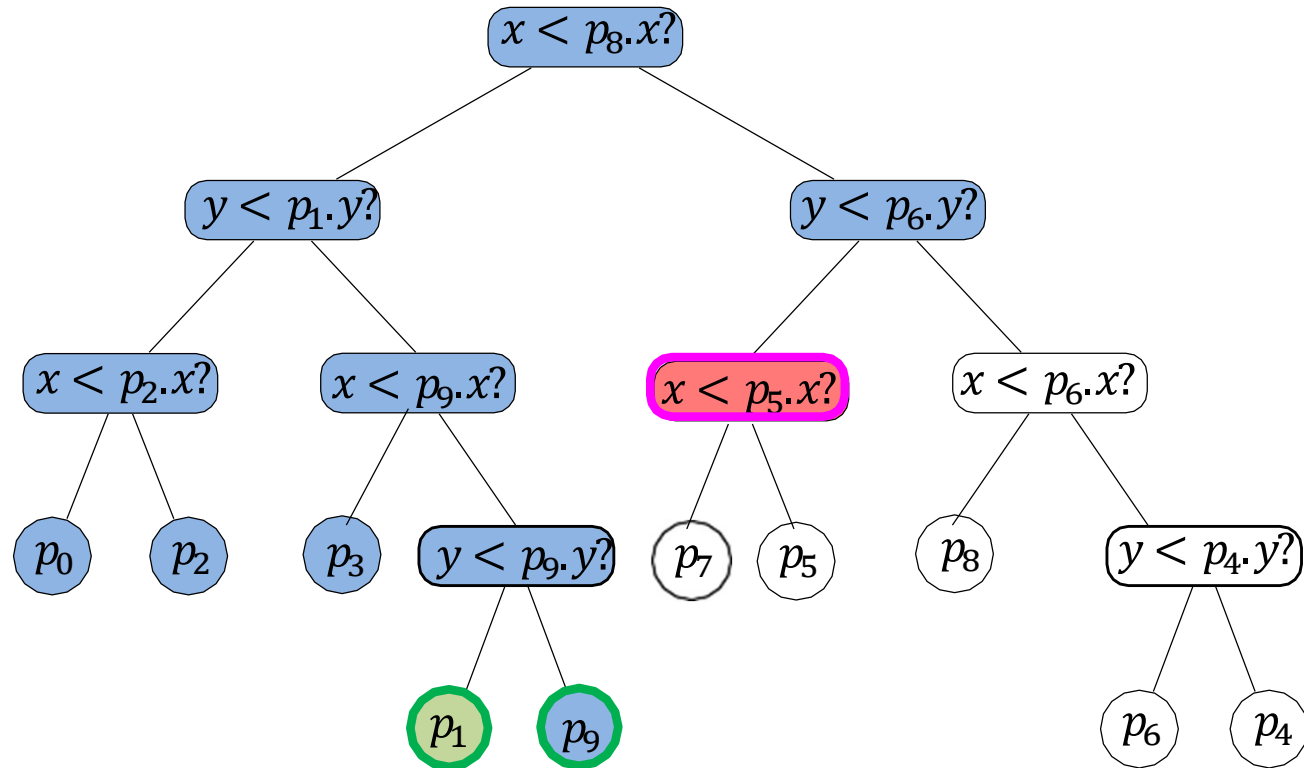 x < p₈.x?
y < p₁.y?
y < p₆.y?
x < p₂.x?
x < p₉.x?
x < p₅.x?
x < p₆.x?
p₀
p₂
p₃
y < p₉.y?
p₇
p₅
p₈
y < p₄.y?
p₁
p₉
p₆
p₄